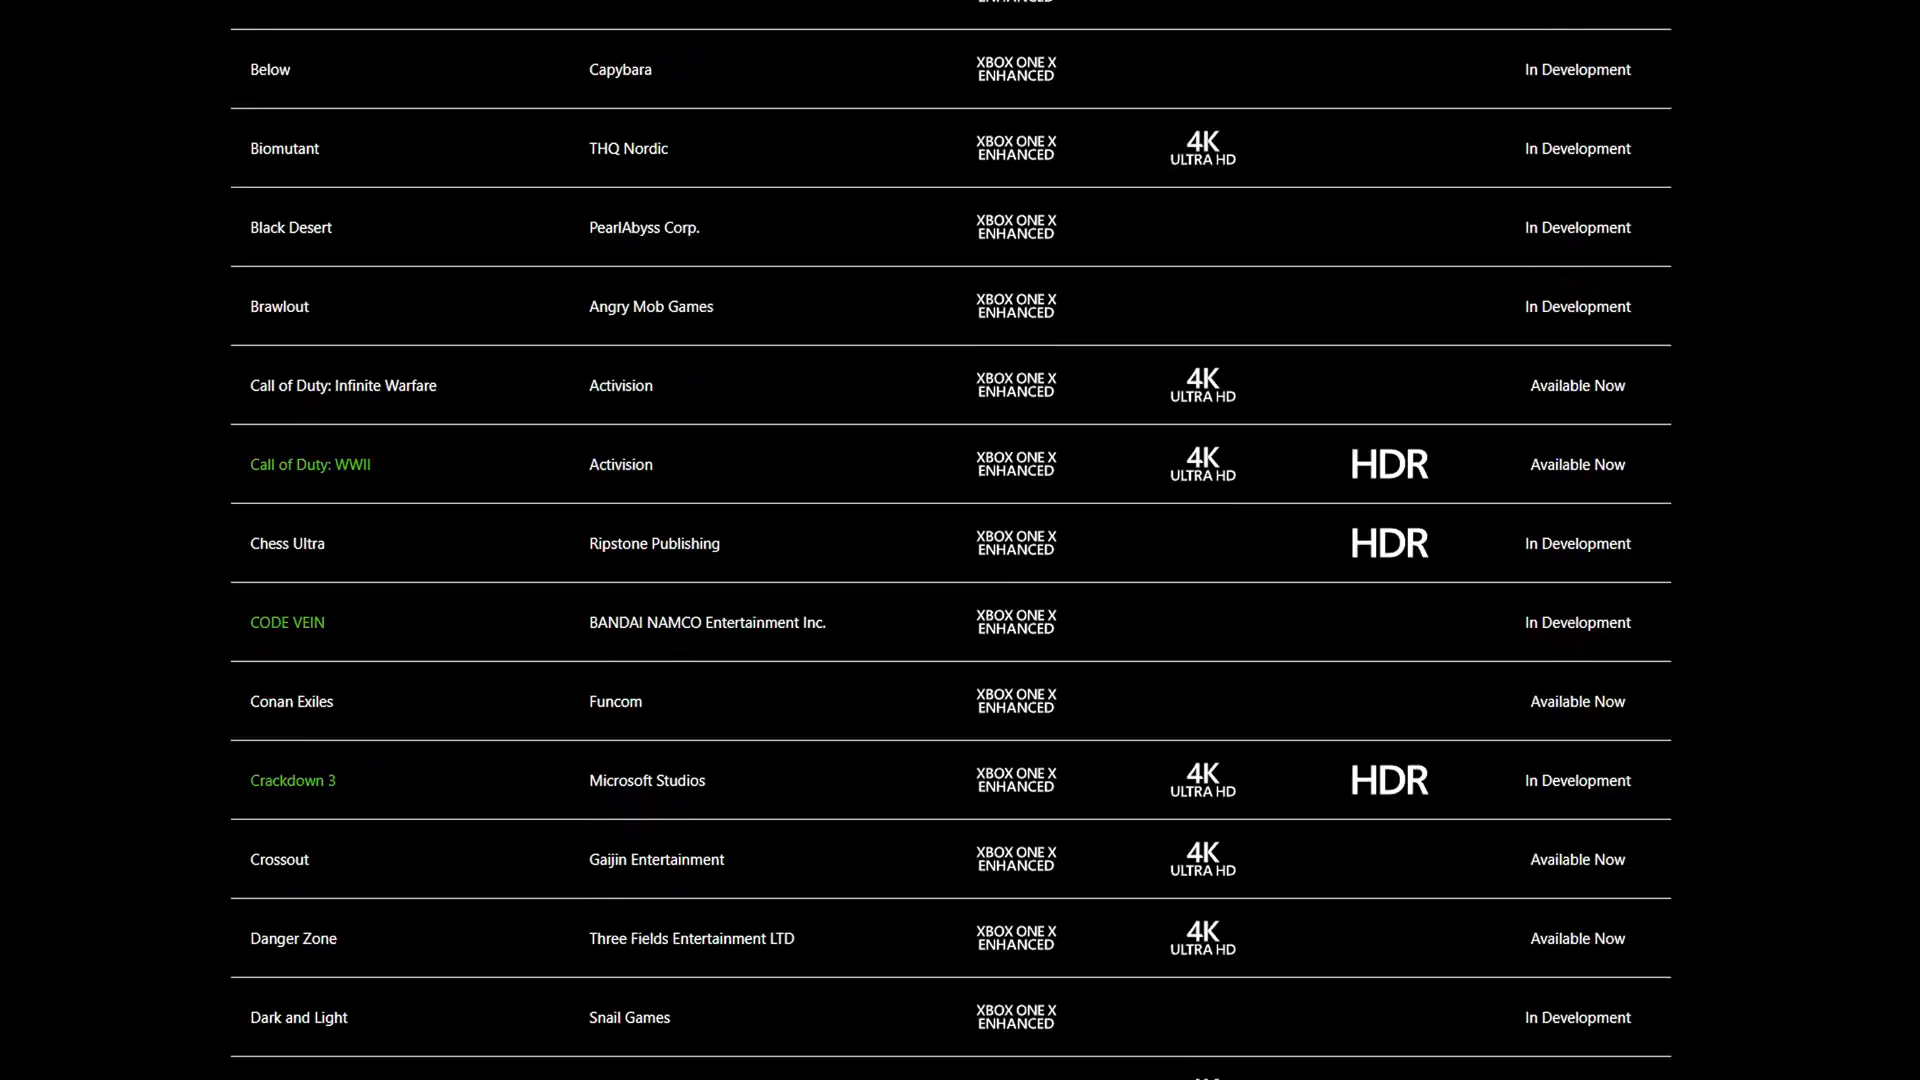 ENHANCED
Below Capybara XBOX ONE X ENHANCED In Development
Biomutant THQ Nordic XBOX ONE X ENHANCED 4K ULTRA HD In Development
Black Desert PearlAbyss Corp. XBOX ONE X ENHANCED In Development
Brawlout Angry Mob Games XBOX ONE X ENHANCED In Development
Call of Duty: Infinite Warfare Activision XBOX ONE X ENHANCED 4K ULTRA HD Available Now
Call of Duty: WWII Activision XBOX ONE X ENHANCED 4K ULTRA HD HDR Available Now
Chess Ultra Ripstone Publishing XBOX ONE X ENHANCED HDR In Development
CODE VEIN BANDAI NAMCO Entertainment Inc. XBOX ONE X ENHANCED In Development
Conan Exiles Funcom XBOX ONE X ENHANCED Available Now
Crackdown 3 Microsoft Studios XBOX ONE X ENHANCED 4K ULTRA HD HDR In Development
Crossout Gaijin Entertainment XBOX ONE X ENHANCED 4K ULTRA HD Available Now
Danger Zone Three Fields Entertainment LTD XBOX ONE X ENHANCED 4K ULTRA HD Available Now
Dark and Light Snail Games XBOX ONE X ENHANCED In Development